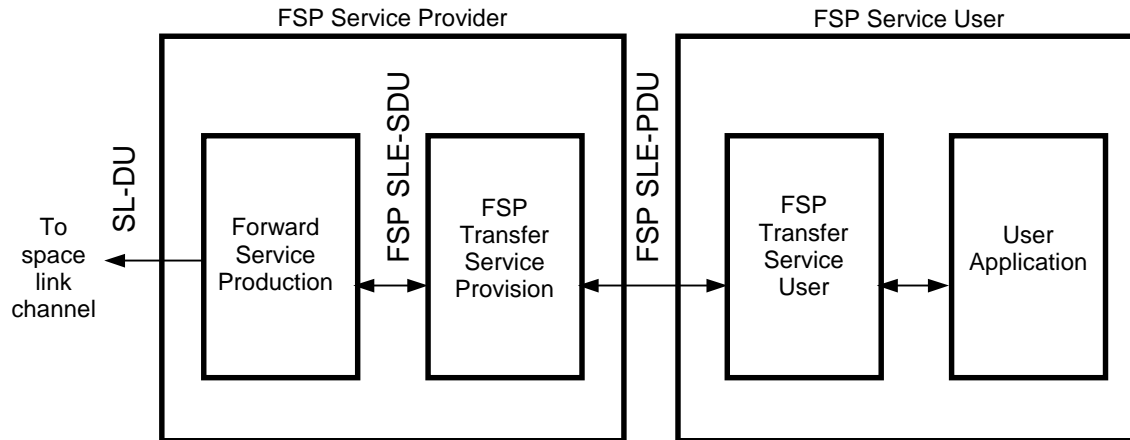 FSP Service Provider
FSP Service User
SL-DU
FSP SLE-SDU
FSP SLE-PDU
To
space
link
channel
Forward
Service
Production
FSP
Transfer
Service
Provision
FSP
Transfer
Service
User
User
Application